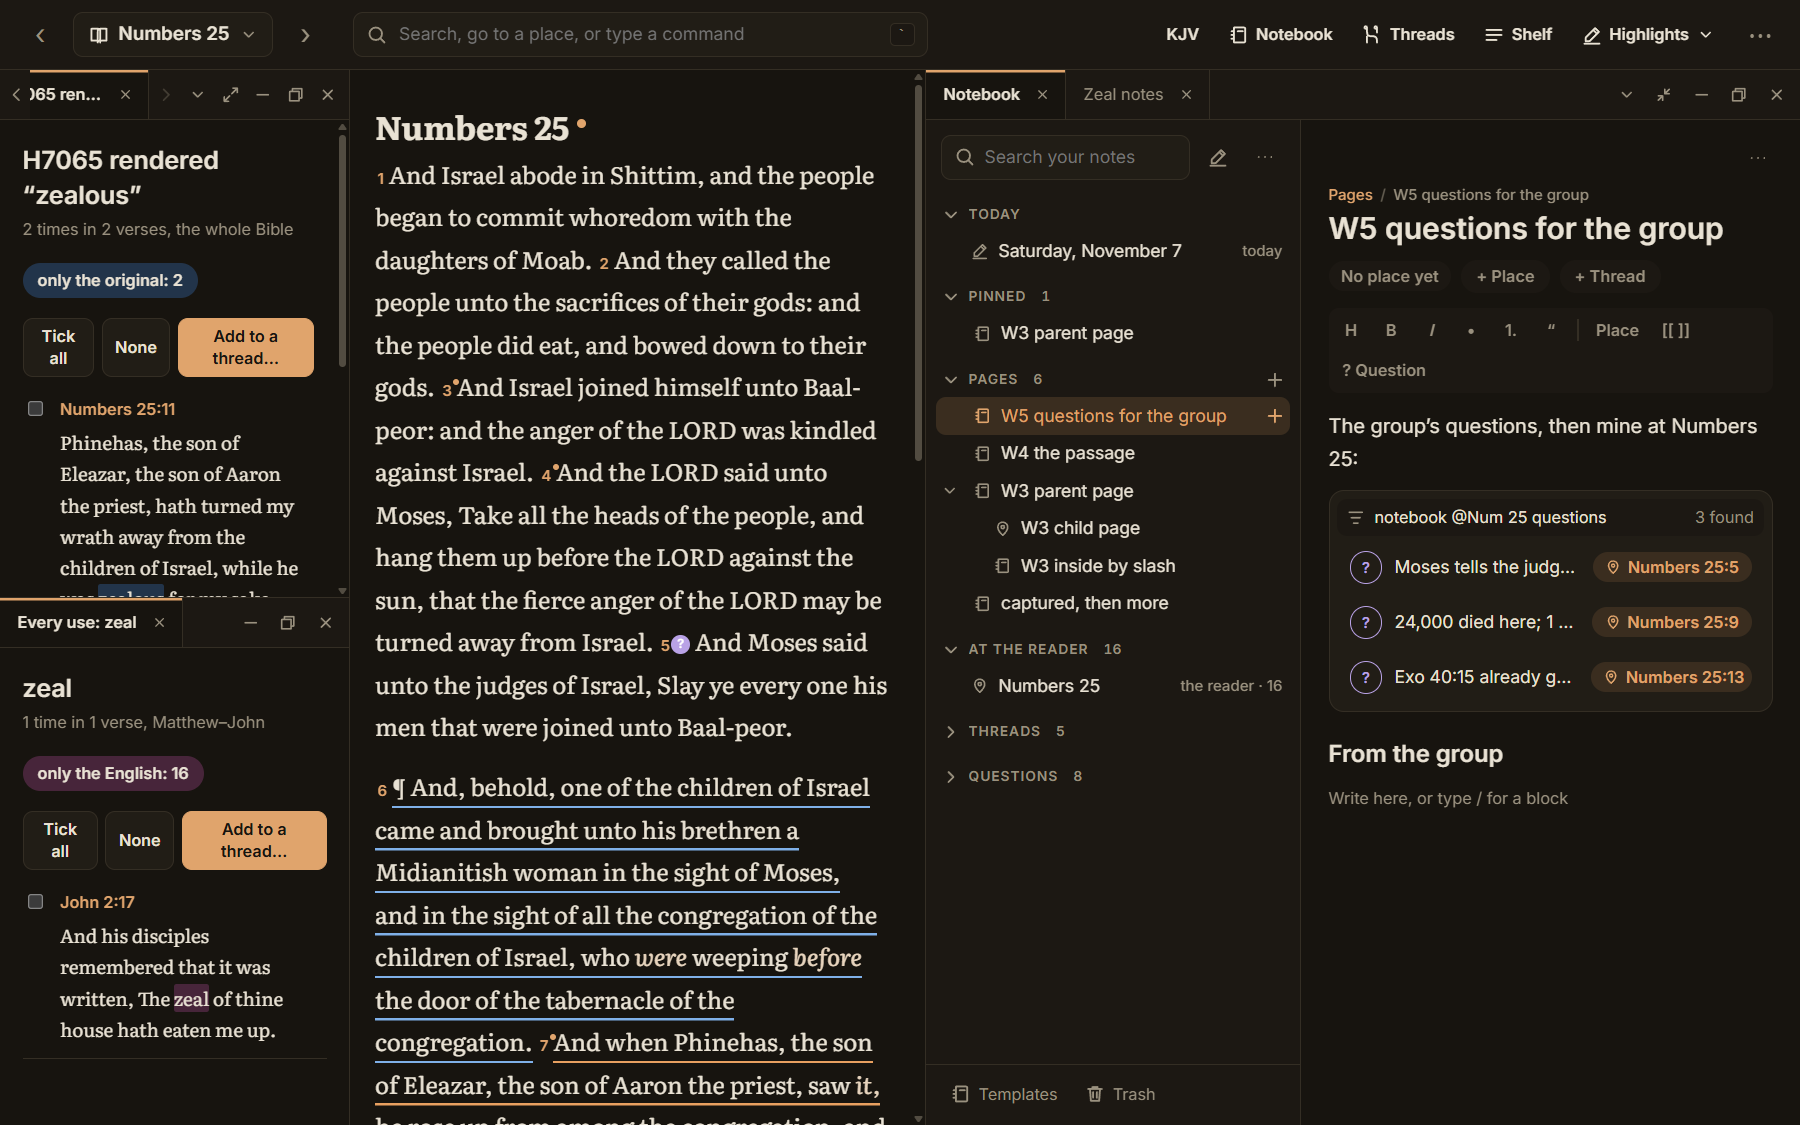 Numbers 25
Search, go to a place, or type a command
`
KJV
Notebook
Threads
Shelf
Highlights
065 ren...
H7065 rendered
“zealous”
2 times in 2 verses, the whole Bible
only the original: 2
Tick
all
None
Add to a
thread...
Numbers 25:11
Phinehas, the son of
Eleazar, the son of Aaron
the priest, hath turned my
wrath away from the
children of Israel, while he
was zealous for my sake
Every use: zeal
zeal
1 time in 1 verse, Matthew–John
only the English: 16
Tick
all
None
Add to a
thread...
John 2:17
And his disciples
remembered that it was
written, The zeal of thine
house hath eaten me up.
Numbers 25
1 And Israel abode in Shittim, and the people
began to commit whoredom with the
daughters of Moab. 2 And they called the
people unto the sacrifices of their gods: and
the people did eat, and bowed down to their
gods. 3 And Israel joined himself unto Baal-
peor: and the anger of the LORD was kindled
against Israel. 4 And the LORD said unto
Moses, Take all the heads of the people, and
hang them up before the LORD against the
sun, that the fierce anger of the LORD may be
turned away from Israel. 5 ? And Moses said
unto the judges of Israel, Slay ye every one his
men that were joined unto Baal-peor.
6 ¶ And, behold, one of the children of Israel
came and brought unto his brethren a
Midianitish woman in the sight of Moses,
and in the sight of all the congregation of the
children of Israel, who were weeping before
the door of the tabernacle of the
congregation. 7 And when Phinehas, the son
of Eleazar, the son of Aaron the priest, saw it,
he rose up from among the congregation, and
Notebook
Zeal notes
Search your notes
TODAY
Saturday, November 7 today
PINNED 1
W3 parent page
PAGES 6
W5 questions for the group
W4 the passage
W3 parent page
W3 child page
W3 inside by slash
captured, then more
AT THE READER 16
Numbers 25 the reader · 16
THREADS 5
QUESTIONS 8
Templates
Trash
Pages / W5 questions for the group
W5 questions for the group
No place yet
+ Place
+ Thread
H B I • 1. “ Place [[ ]]
? Question
The group’s questions, then mine at Numbers
25:
notebook @Num 25 questions 3 found
? Moses tells the judg... Numbers 25:5
? 24,000 died here; 1 ... Numbers 25:9
? Exo 40:15 already g... Numbers 25:13
From the group
Write here, or type / for a block